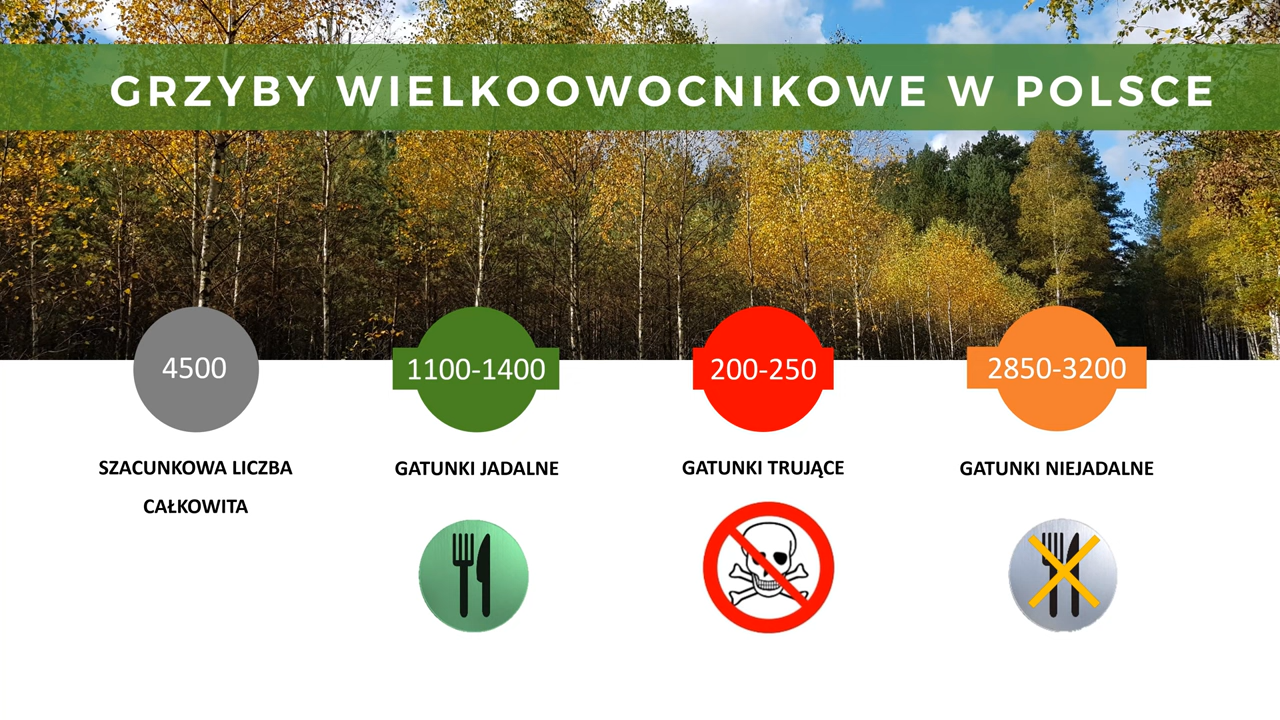 GRZYBY WIELKOOWOCNIKOWE W POLSCE
4500
1100-1400
200-250
2850-3200
SZACUNKOWA LICZBA
CAŁKOWITA
GATUNKI JADALNE
GATUNKI TRUJĄCE
GATUNKI NIEJADALNE